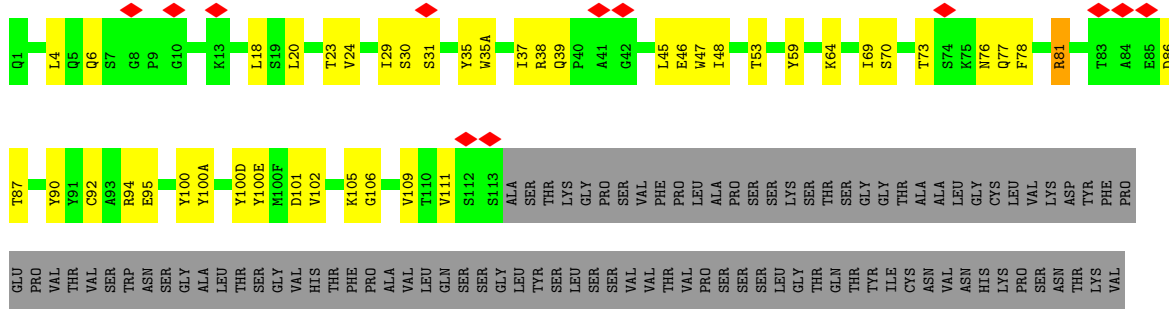 Q1 L4 Q5 Q6 S7 G8 P9 G10 K13 L18 S19 L20 T23 V24 I29 S30 S31 Y35 W35A I37 R38 Q39 P40 A41 G42 L45 E46 W47 I48 T53 Y59 K64 I69 S70 T73 S74 K75 N76 Q77 F78 R81 T83 A84 E85 D86
T87 Y90 Y91 C92 A93 R94 E95 Y100 Y100A Y100D Y100E M100F D101 V102 K105 G106 V109 T110 V111 S112 S113 ALA SER THR LYS GLY PRO SER VAL PHE PRO LEU ALA PRO SER SER LYS SER THR SER GLY GLY THR ALA ALA LEU GLY CYS LEU VAL LYS ASP TYR PHE PRO
GLU PRO VAL THR VAL SER TRP ASN SER GLY ALA LEU THR SER GLY VAL HIS THR PHE PRO ALA VAL LEU GLN SER SER GLY LEU TYR SER LEU SER SER VAL VAL THR VAL PRO SER SER SER LEU GLY THR GLN THR TYR ILE CYS ASN VAL ASN HIS LYS PRO SER ASN THR LYS VAL